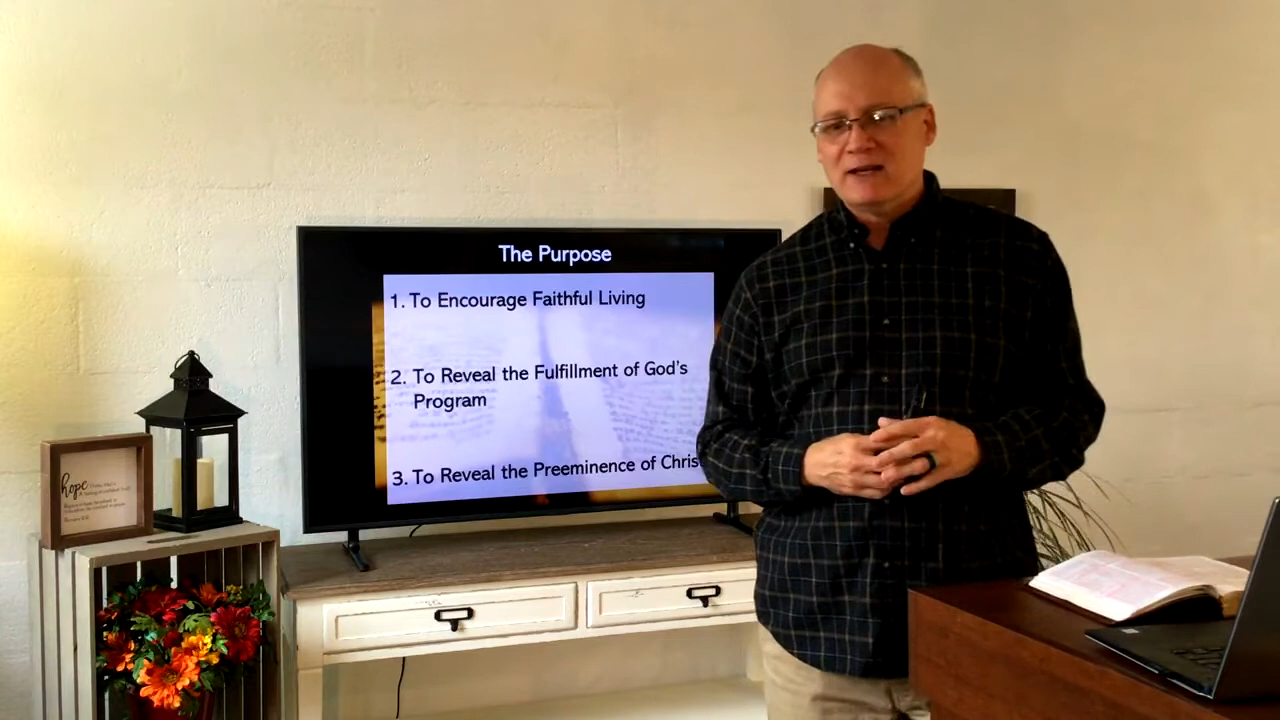 The Purpose
1. To Encourage Faithful Living
2. To Reveal the Fulfillment of God's
Program
3. To Reveal the Preeminence of Chris
hope